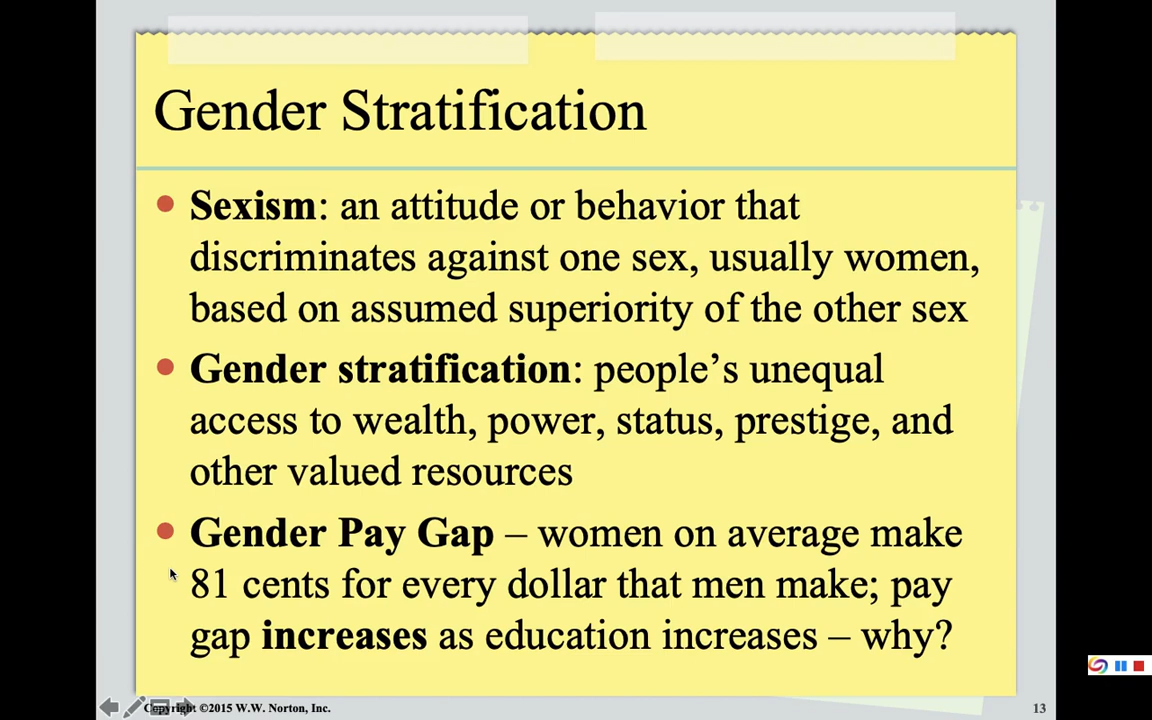 Gender Stratification
Sexism: an attitude or behavior that
discriminates against one sex, usually women,
based on assumed superiority of the other sex
Gender stratification: people’s unequal
access to wealth, power, status, prestige, and
other valued resources
Gender Pay Gap – women on average make
81 cents for every dollar that men make; pay
gap increases as education increases – why?
Copyright ©2015 W.W. Norton, Inc.
13